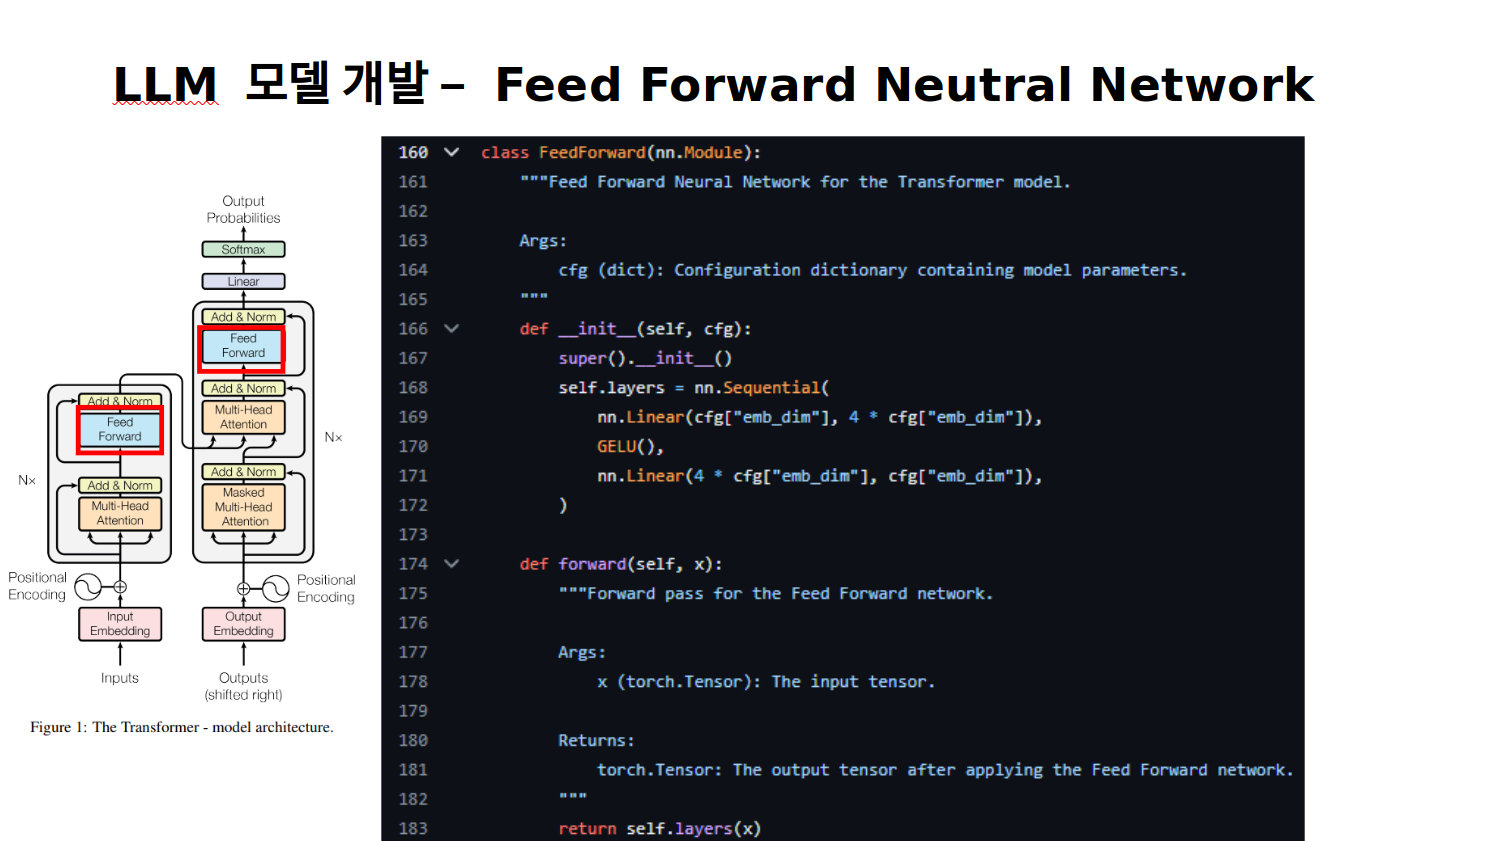 LLM 모델 개발 – Feed Forward Neutral Network
Output
Probabilities
Softmax
Linear
Add & Norm
Feed
Forward
Add & Norm
Multi-Head
Attention
Add & Norm
Masked
Multi-Head
Attention
Nx
Positional
Encoding
Output
Embedding
Outputs
(shifted right)
Add & Norm
Feed
Forward
Add & Norm
Multi-Head
Attention
Nx
Positional
Encoding
Input
Embedding
Inputs
Figure 1: The Transformer - model architecture.
160 class FeedForward(nn.Module):
161 """Feed Forward Neural Network for the Transformer model.
162
163 Args:
164 cfg (dict): Configuration dictionary containing model parameters.
165 """
166 def __init__(self, cfg):
167 super().__init__()
168 self.layers = nn.Sequential(
169 nn.Linear(cfg["emb_dim"], 4 * cfg["emb_dim"]),
170 GELU(),
171 nn.Linear(4 * cfg["emb_dim"], cfg["emb_dim"]),
172 )
173
174 def forward(self, x):
175 """Forward pass for the Feed Forward network.
176
177 Args:
178 x (torch.Tensor): The input tensor.
179
180 Returns:
181 torch.Tensor: The output tensor after applying the Feed Forward network.
182 """
183 return self.layers(x)